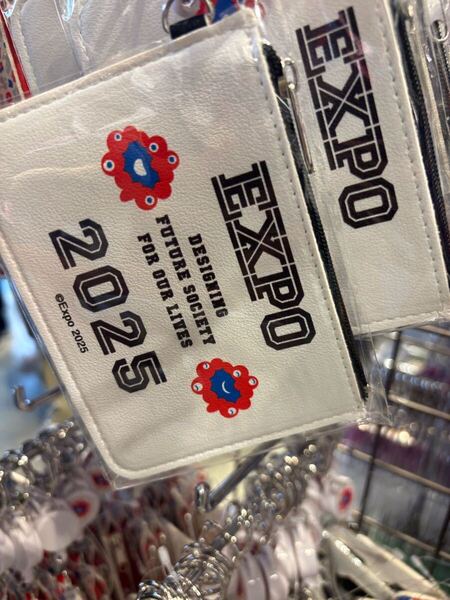 EXPO
DESIGNING
FUTURE SOCIETY
FOR OUR LIVES
2025
©Expo 2025
EXPO